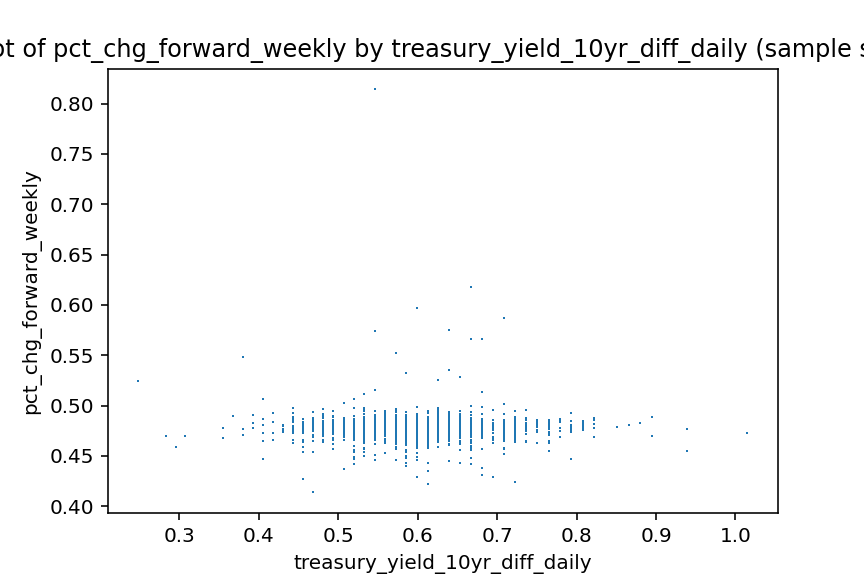 of pct_chg_forward_weekly by treasury_yield_10yr_diff_daily (sample
0.80
0.75
0.70
0.65
0.60
0.55
0.50
0.45
0.40
pct_chg_forward_weekly
0.3 0.4 0.5 0.6 0.7 0.8 0.9 1.0
treasury_yield_10yr_diff_daily